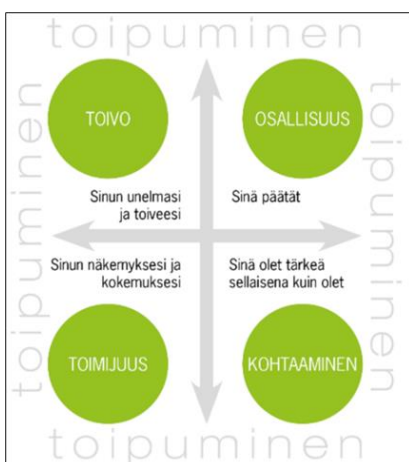 toipuminen
TOIVO
OSALLISUUS
Sinun unelmasi
ja toiveesi
Sinä päätät
toipuminen
toipuminen
Sinun näkemyksesi ja
kokemuksesi
Sinä olet tärkeä
sellaisena kuin olet
TOIMIJUUS
KOHTAAMINEN
toipuminen